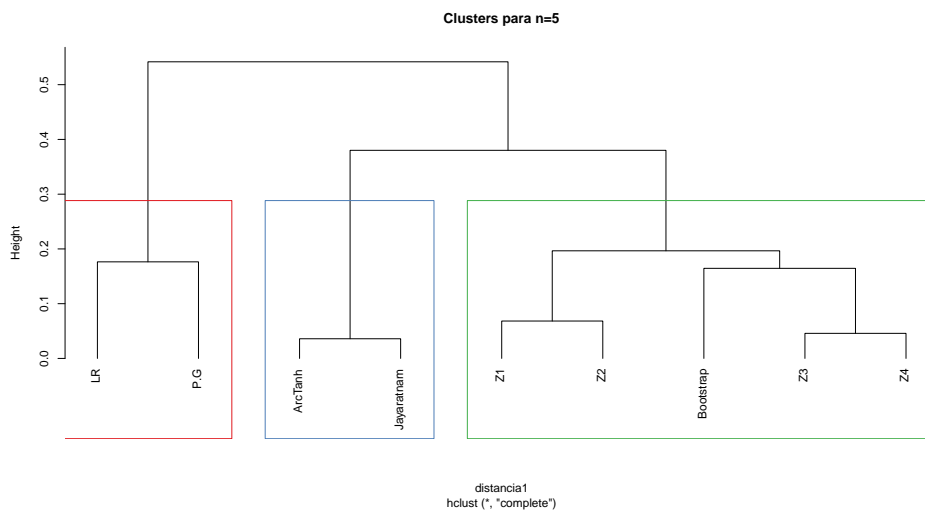 Clusters para n=5
Height
0.0
0.1
0.2
0.3
0.4
0.5
LR
P.G
ArcTanh
Jayaratnam
Z1
Z2
Bootstrap
Z3
Z4
distancia1
hclust (*, "complete")